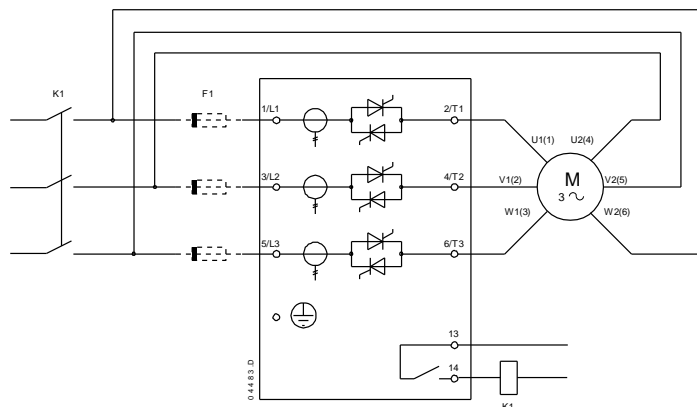 K1
F1
1/L1
2/T1
U1(1)
U2(4)
3/L2
4/T2
V1(2)
M
3
V2(5)
W1(3)
W2(6)
5/L3
6/T3
13
14
04483.D
K1